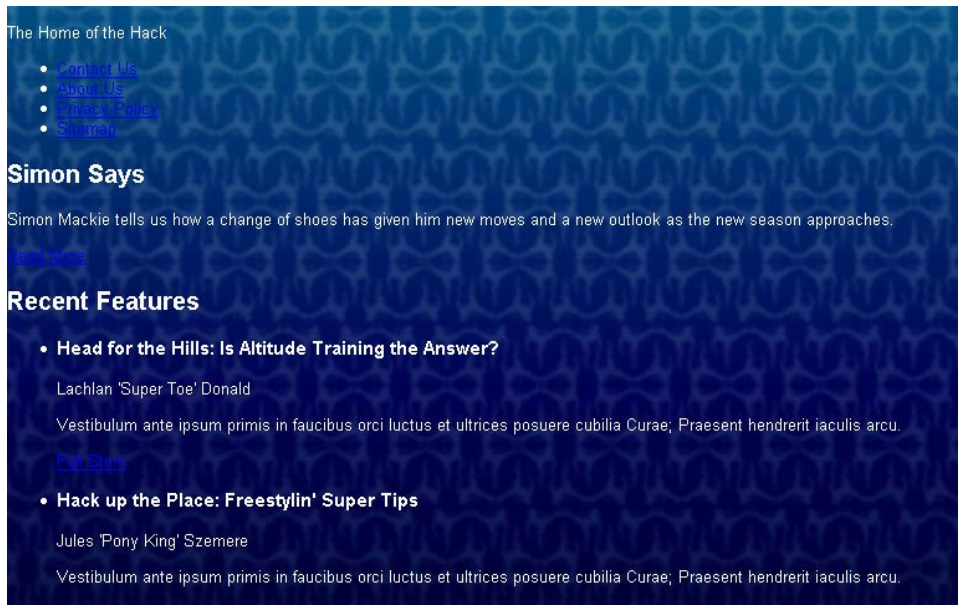 The Home of the Hack
Contact Us
About Us
Privacy Policy
Sitemap
Simon Says
Simon Mackie tells us how a change of shoes has given him new moves and a new outlook as the new season approaches.
Read More
Recent Features
Head for the Hills: Is Altitude Training the Answer?
Lachlan 'Super Toe' Donald
Vestibulum ante ipsum primis in faucibus orci luctus et ultrices posuere cubilia Curae; Praesent hendrerit iaculis arcu.
Full Story
Hack up the Place: Freestylin' Super Tips
Jules 'Pony King' Szemere
Vestibulum ante ipsum primis in faucibus orci luctus et ultrices posuere cubilia Curae; Praesent hendrerit iaculis arcu.